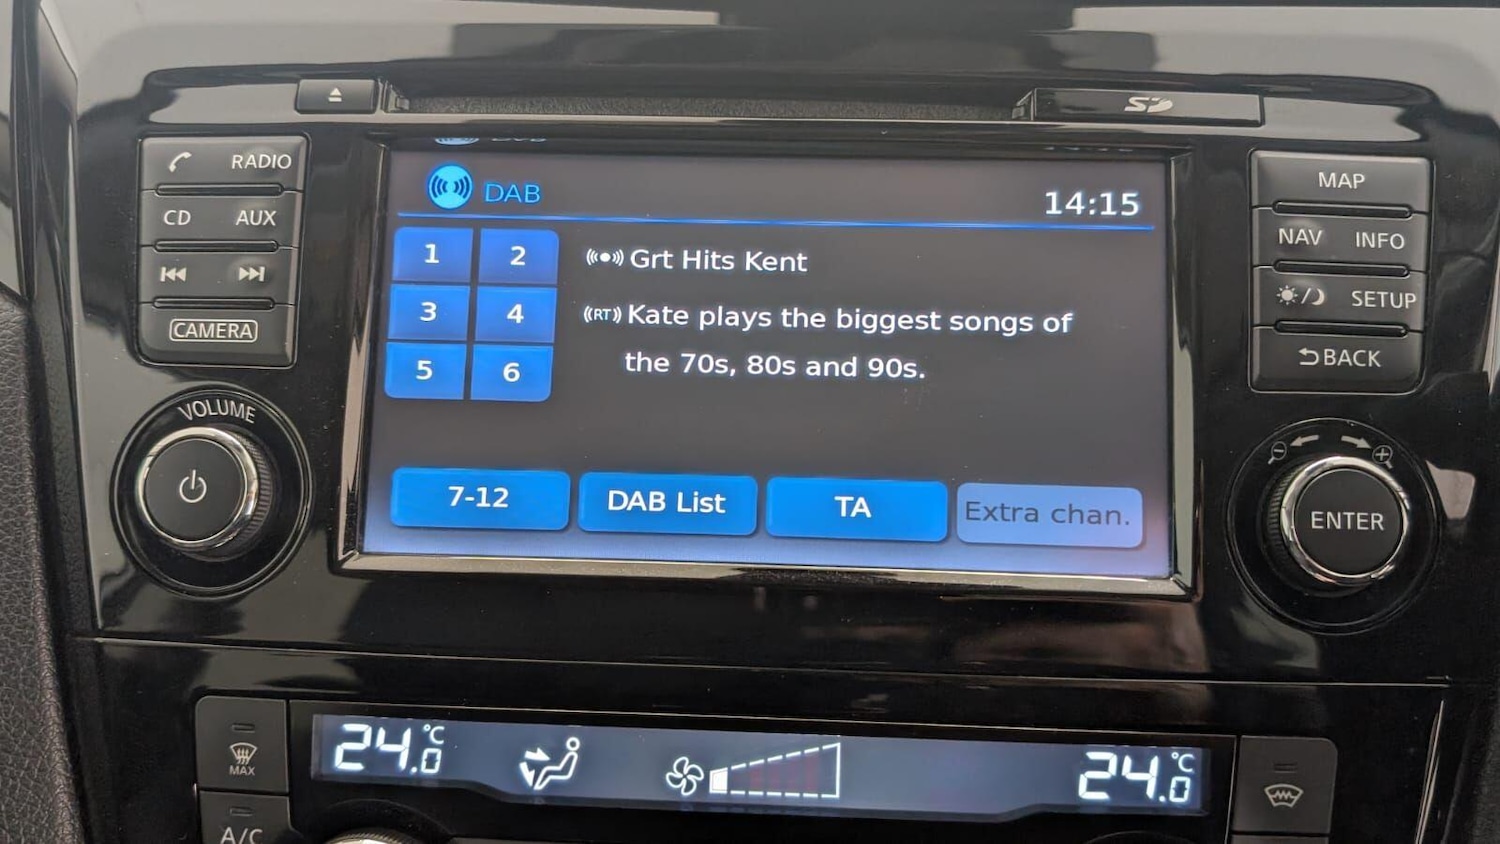 SD
RADIO
CD AUX
CAMERA
VOLUME
DAB
14:15
1 2
3 4
5 6
Grt Hits Kent
RT Kate plays the biggest songs of
the 70s, 80s and 90s.
7-12 DAB List TA Extra chan.
MAP
NAV INFO
/ SETUP
BACK
ENTER
24.0 °C
24.0 °C
MAX
A/C